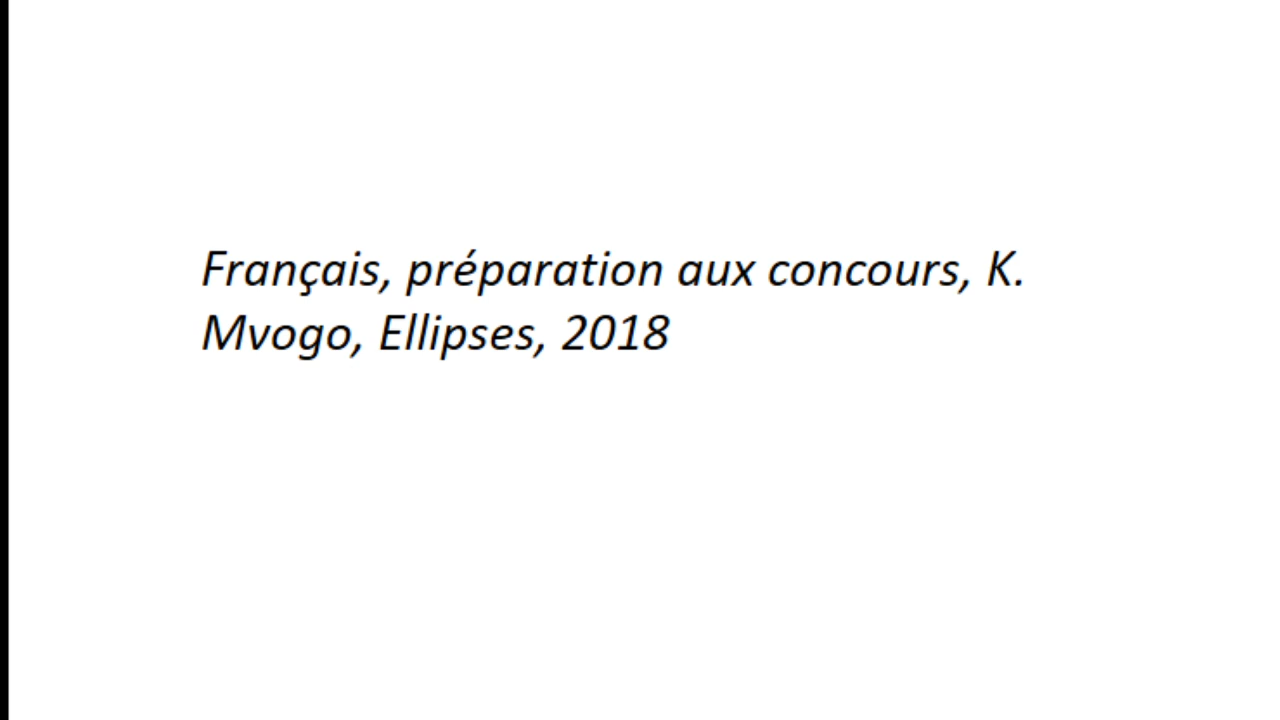 Français, préparation aux concours, K.
Mvogo, Ellipses, 2018